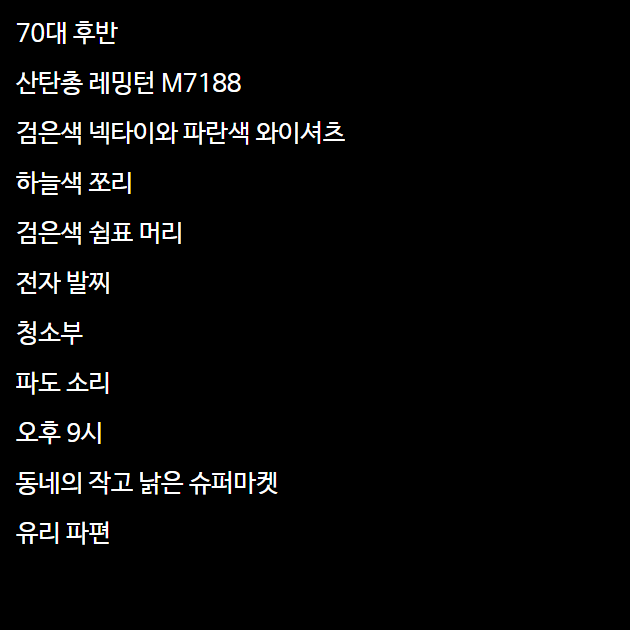 70대 후반
산탄총 레밍턴 M7188
검은색 넥타이와 파란색 와이셔츠
하늘색 쪼리
검은색 쉼표 머리
전자 발찌
청소부
파도 소리
오후 9시
동네의 작고 낡은 슈퍼마켓
유리 파편